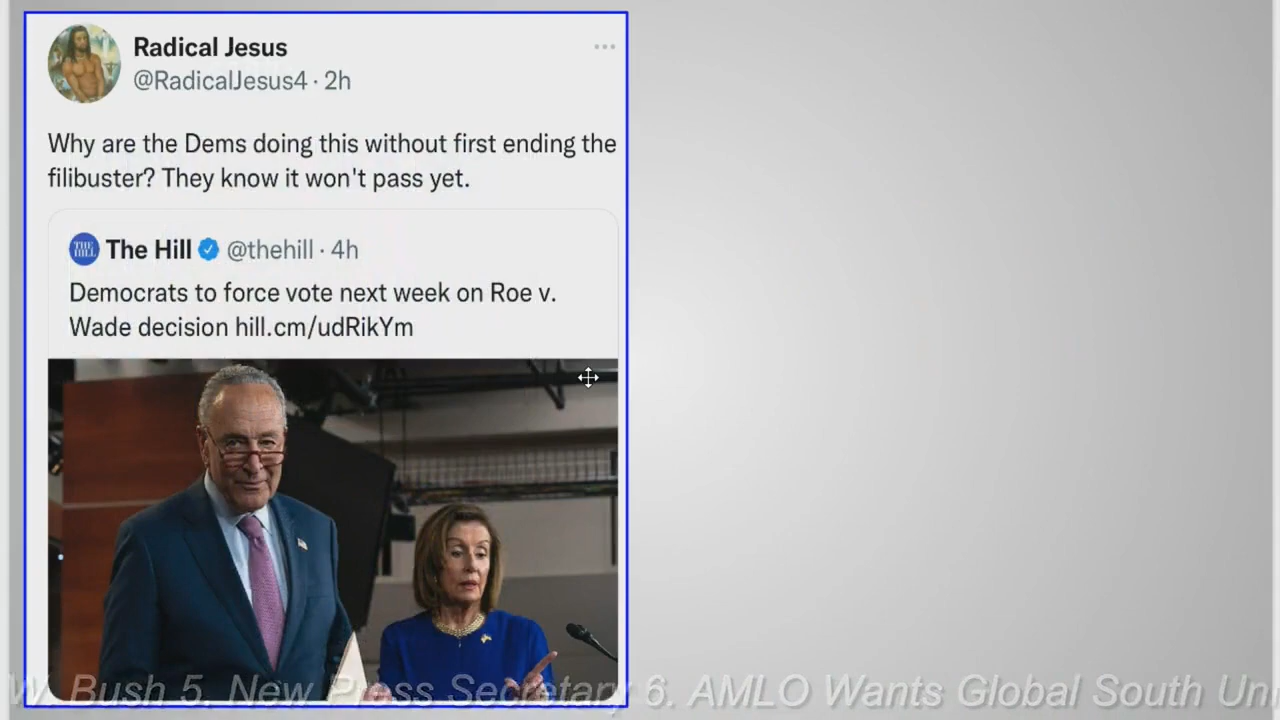 Radical Jesus
@RadicalJesus4 · 2h
Why are the Dems doing this without first ending the
filibuster? They know it won't pass yet.
THE HILL
The Hill @thehill · 4h
Democrats to force vote next week on Roe v.
Wade decision hill.cm/udRikYm
W. Bush 5. New Press Secretary 6. AMLO Wants Global South